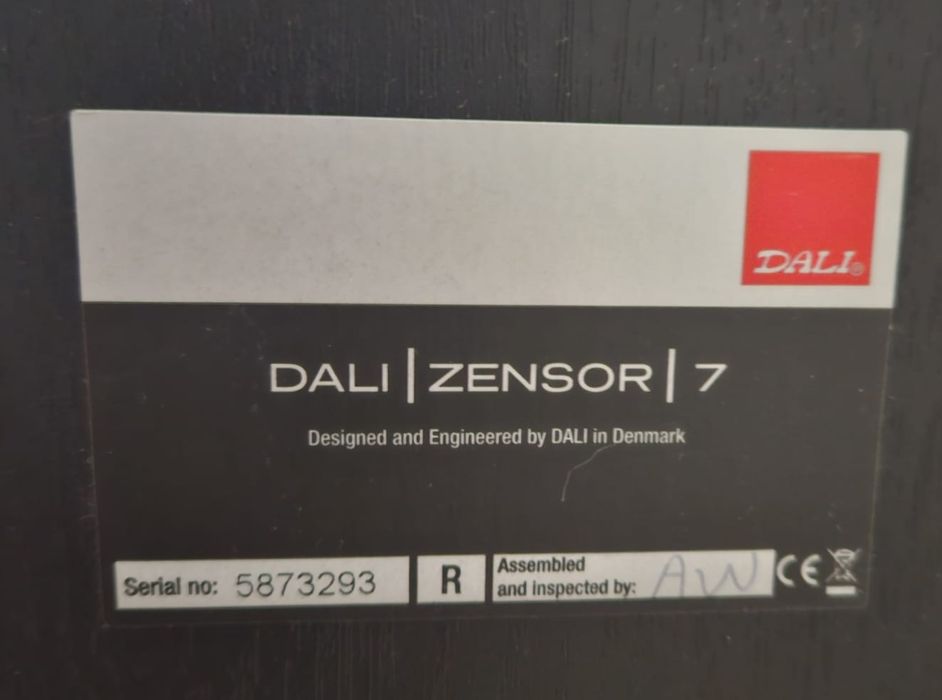 DALI®
DALI | ZENSOR | 7
Designed and Engineered by DALI in Denmark
Serial no: 5873293
R
Assembled
and inspected by: AW
CE